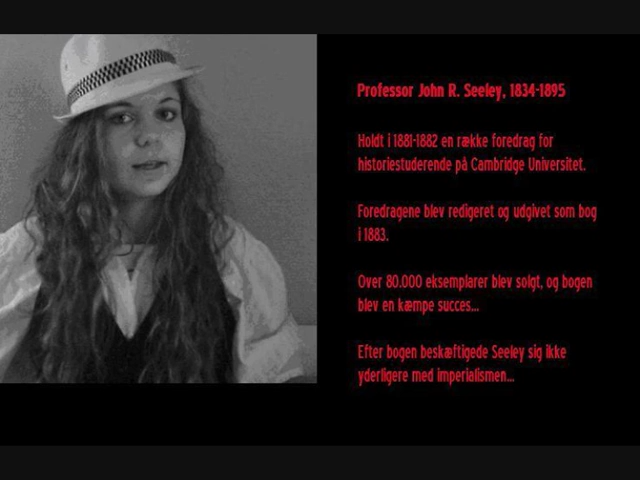 Professor John R. Seeley, 1834-1895
Holdt i 1881-1882 en række foredrag for
historiestuderende på Cambridge Universitet.
Foredragene blev redigeret og udgivet som bog
i 1883.
Over 80.000 eksemplarer blev solgt, og bogen
blev en kæmpe succes...
Efter bogen beskæftigede Seeley sig ikke
yderligere med imperialismen...